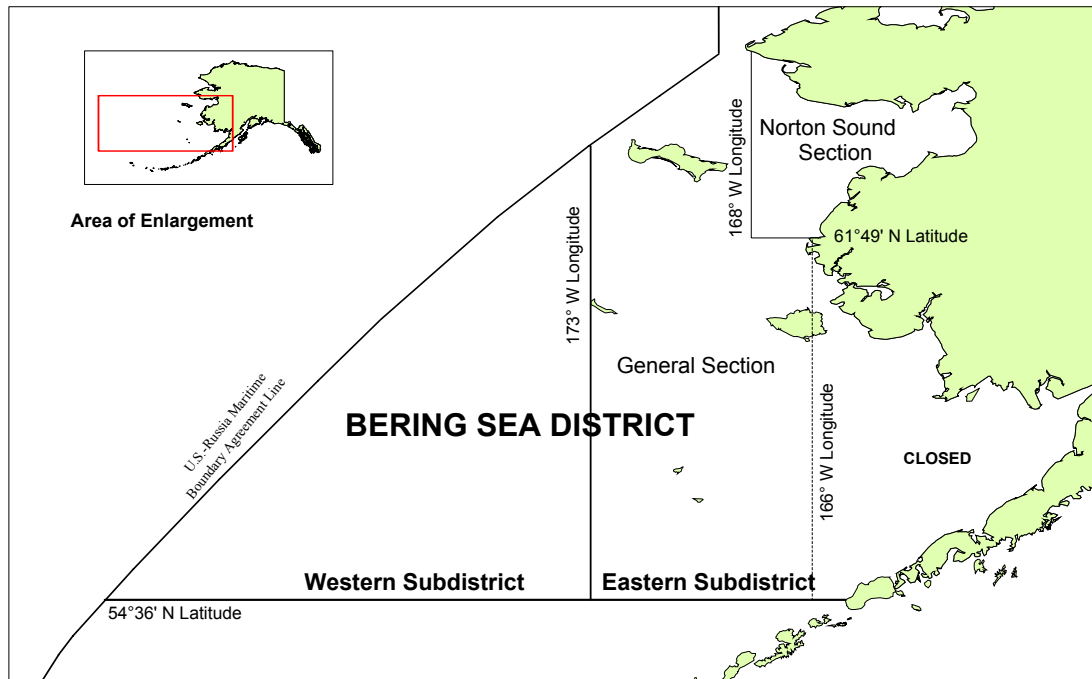 Area of Enlargement
Norton Sound
Section
168° W Longitude
61°49' N Latitude
173° W Longitude
General Section
U.S.-Russia Maritime
Boundary Agreement Line
BERING SEA DISTRICT
166° W Longitude
CLOSED
Western Subdistrict
Eastern Subdistrict
54°36' N Latitude